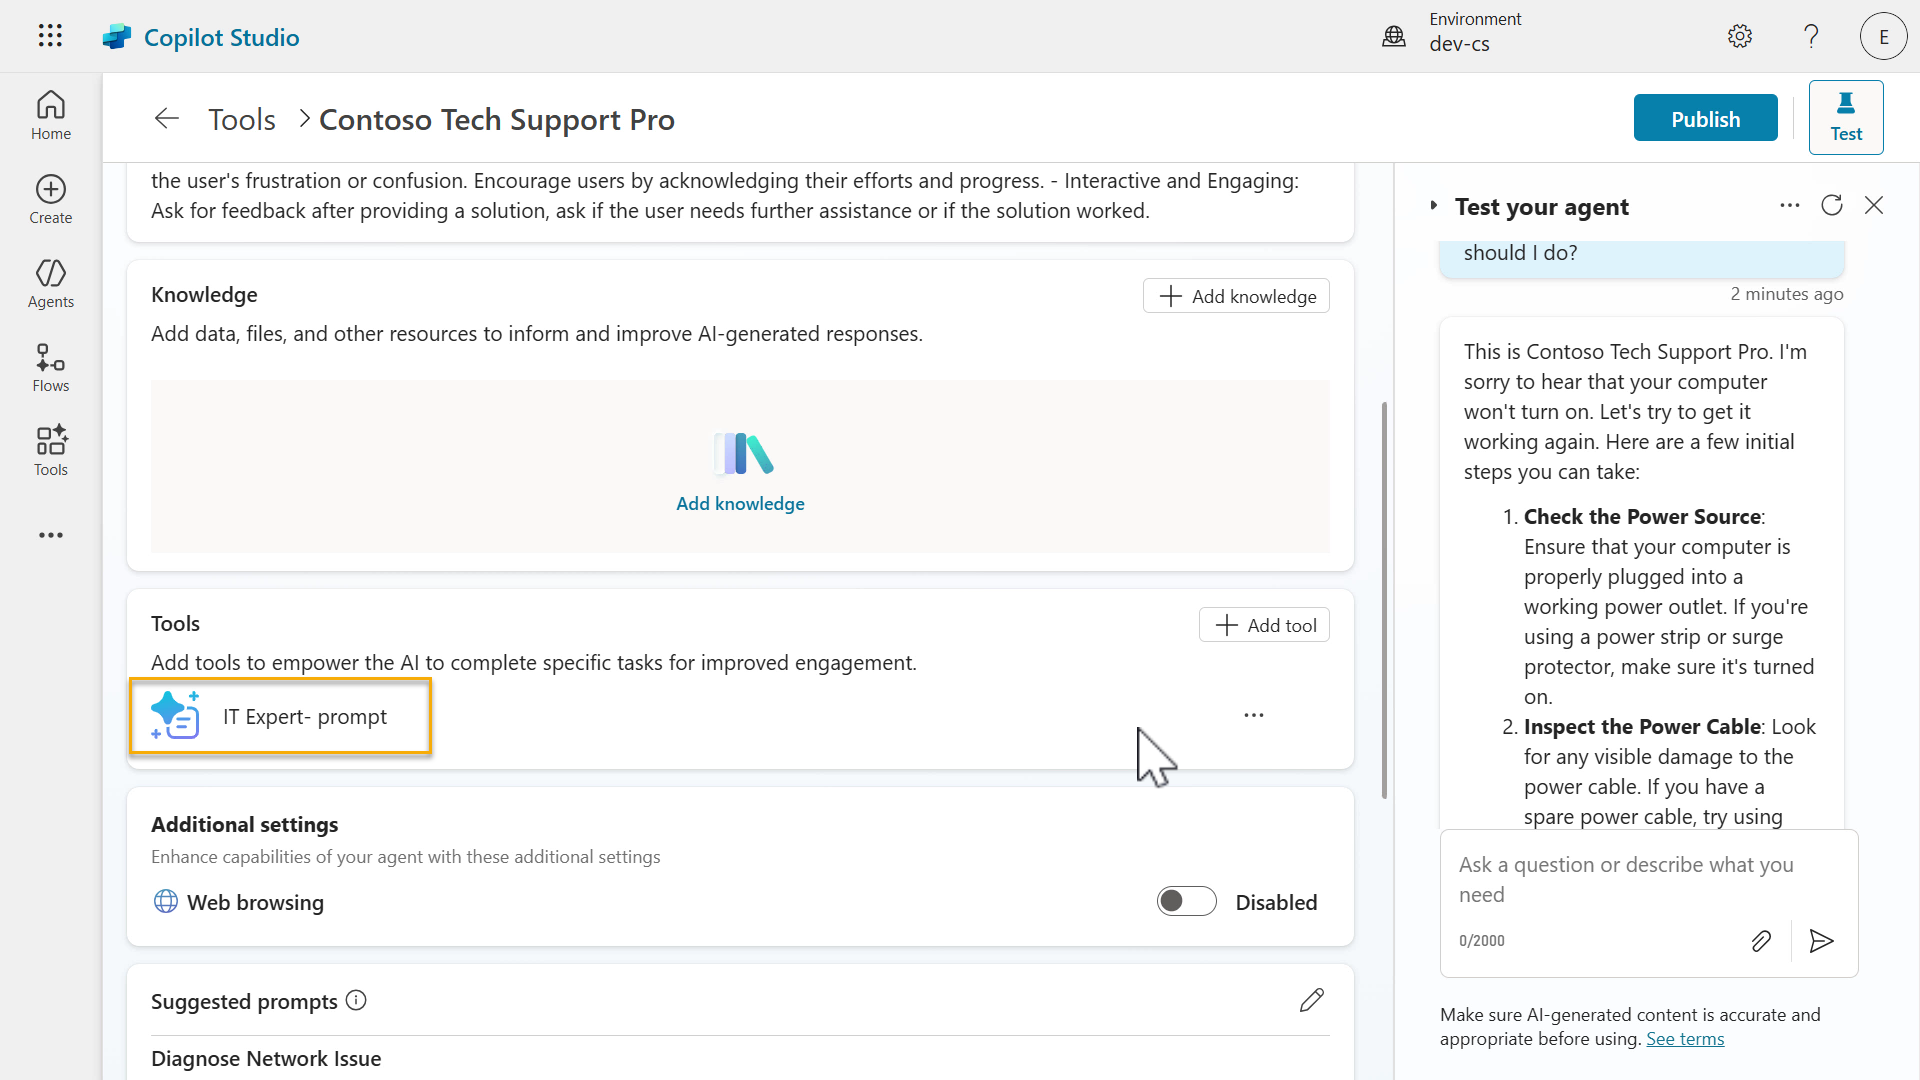 Copilot Studio
Environment
dev-cs
E
Home
Create
Agents
Flows
Tools
Tools
Contoso Tech Support Pro
Publish
Test
the user's frustration or confusion. Encourage users by acknowledging their efforts and progress. - Interactive and Engaging:
Ask for feedback after providing a solution, ask if the user needs further assistance or if the solution worked.
Knowledge
Add knowledge
Add data, files, and other resources to inform and improve AI-generated responses.
Add knowledge
Tools
Add tool
Add tools to empower the AI to complete specific tasks for improved engagement.
IT Expert- prompt
Additional settings
Enhance capabilities of your agent with these additional settings
Web browsing
Disabled
Suggested prompts
Diagnose Network Issue
Test your agent
should I do?
2 minutes ago
This is Contoso Tech Support Pro. I'm
sorry to hear that your computer
won't turn on. Let's try to get it
working again. Here are a few initial
steps you can take:
1. Check the Power Source:
Ensure that your computer is
properly plugged into a
working power outlet. If you're
using a power strip or surge
protector, make sure it's turned
on.
2. Inspect the Power Cable: Look
for any visible damage to the
power cable. If you have a
spare power cable, try using
Ask a question or describe what you
need
0/2000
Make sure AI-generated content is accurate and
appropriate before using. See terms